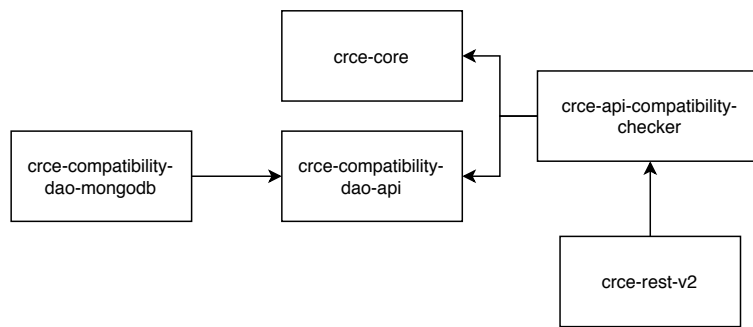 crce-core
crce-api-compatibility-
checker
crce-compatibility-
dao-mongodb
crce-compatibility-
dao-api
crce-rest-v2